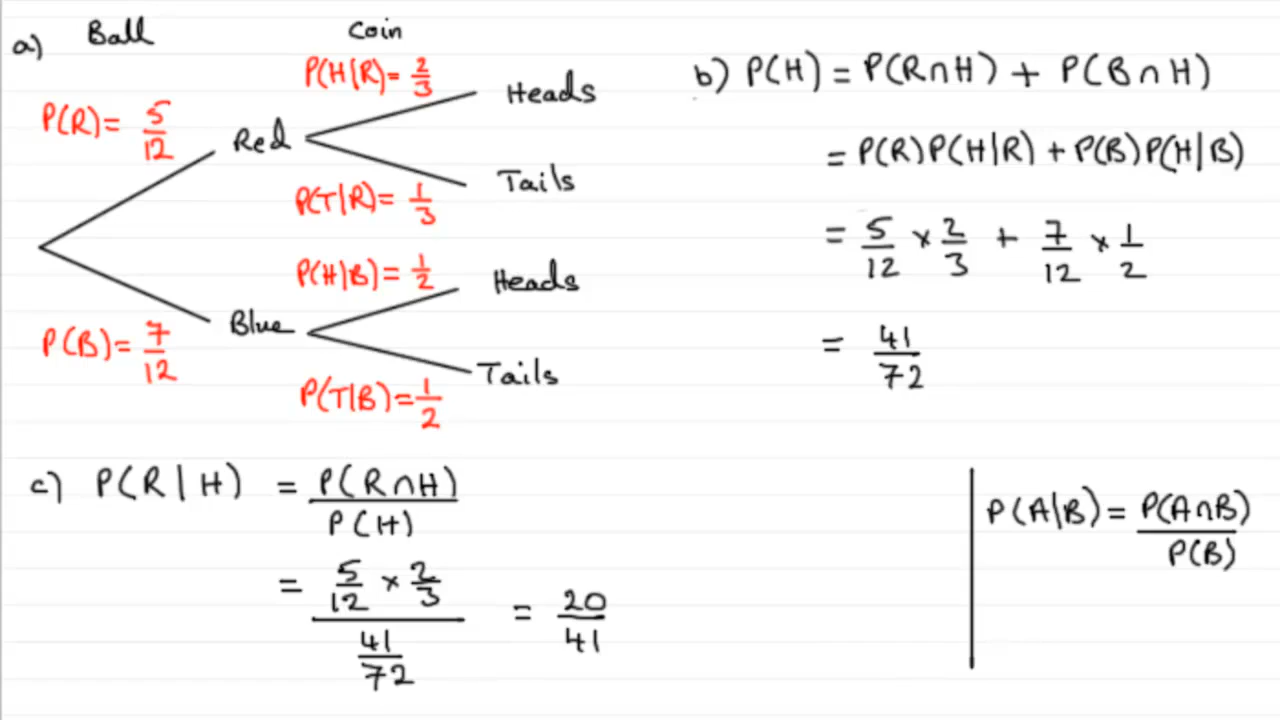 a) Ball Coin
P(H|R) = 2/3
Heads
P(R) = 5/12
Red
Tails
P(T|R) = 1/3
P(H|B) = 1/2
Heads
Blue
P(B) = 7/12
Tails
P(T|B) = 1/2
b) P(H) = P(R∩H) + P(B∩H)
= P(R)P(H|R) + P(B)P(H|B)
= 5/12 × 2/3 + 7/12 × 1/2
= 41/72
c) P(R|H) = P(R∩H)/P(H)
= (5/12 × 2/3)/(41/72) = 20/41
P(A|B) = P(A∩B)/P(B)